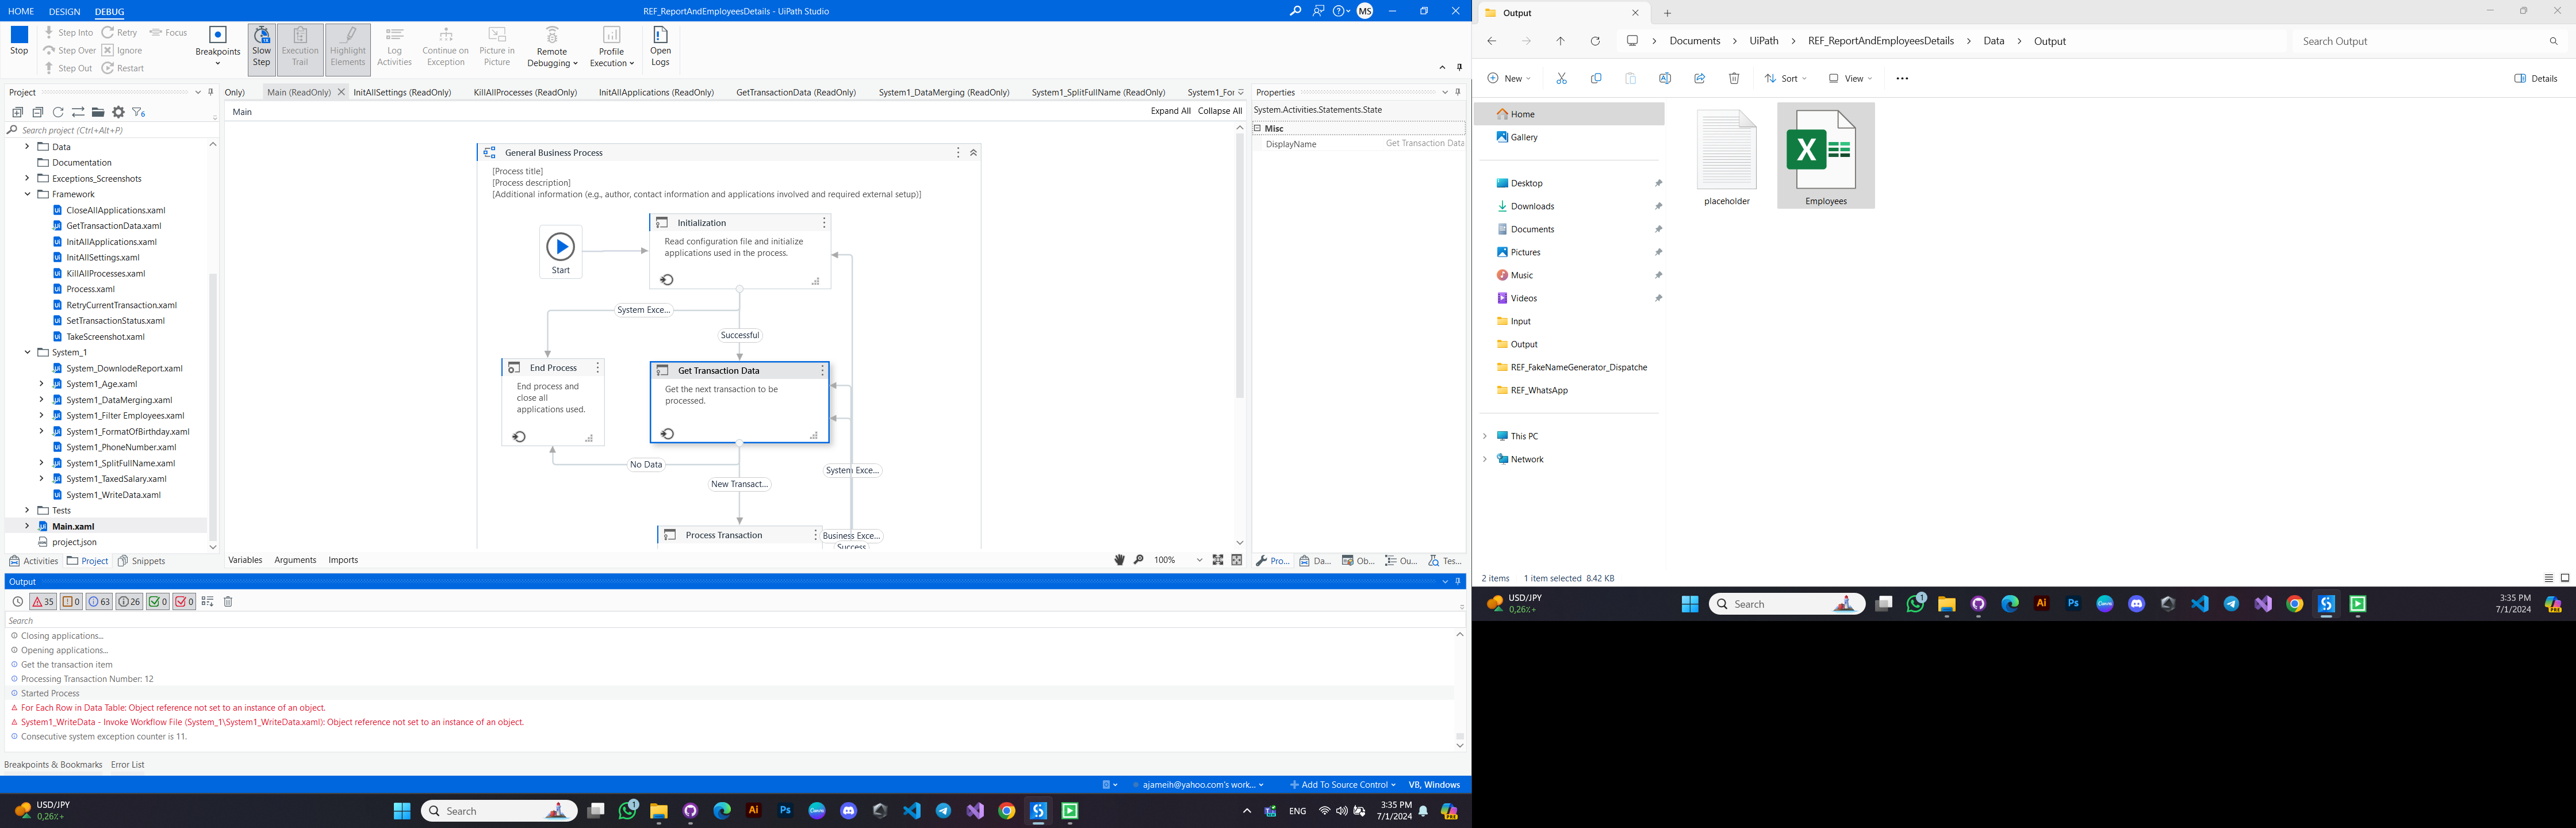 HOME DESIGN DEBUG
REF_ReportAndEmployeesDetails - UiPath Studio
MS
Stop
Step Into
Step Over
Step Out
Retry
Ignore
Restart
Focus
Breakpoints
Slow Step
Execution Trail
Highlight Elements
Log Activities
Continue on Exception
Picture in Picture
Remote Debugging
Profile Execution
Open Logs
Project
Search project (Ctrl+Alt+P)
Data
Documentation
Exceptions_Screenshots
Framework
CloseAllApplications.xaml
GetTransactionData.xaml
InitAllApplications.xaml
InitAllSettings.xaml
KillAllProcesses.xaml
Process.xaml
RetryCurrentTransaction.xaml
SetTransactionStatus.xaml
TakeScreenshot.xaml
System_1
System_DownlodeReport.xaml
System1_Age.xaml
System1_DataMerging.xaml
System1_Filter Employees.xaml
System1_FormatOfBirthday.xaml
System1_PhoneNumber.xaml
System1_SplitFullName.xaml
System1_TaxedSalary.xaml
System1_WriteData.xaml
Tests
Main.xaml
project.json
Activities Project Snippets
Only) Main (ReadOnly) InitAllSettings (ReadOnly) KillAllProcesses (ReadOnly) InitAllApplications (ReadOnly) GetTransactionData (ReadOnly) System1_DataMerging (ReadOnly) System1_SplitFullName (ReadOnly) System1_For
Main
Expand All Collapse All
General Business Process
[Process title]
[Process description]
[Additional information (e.g., author, contact information and applications involved and required external setup)]
Start
Initialization
Read configuration file and initialize
applications used in the process.
System Exce...
Successful
End Process
End process and
close all
applications used.
Get Transaction Data
Get the next transaction to be
processed.
No Data
System Exce...
New Transact...
Process Transaction
Business Exce...
Success
Variables Arguments Imports
100%
Properties
System.Activities.Statements.State
Misc
DisplayName Get Transaction Data
Pro... Da... Ob... Ou... Tes...
Output
35 0 63 26 0 0
Search
Closing applications...
Opening applications...
Get the transaction item
Processing Transaction Number: 12
Started Process
For Each Row in Data Table: Object reference not set to an instance of an object.
System1_WriteData - Invoke Workflow File (System_1\System1_WriteData.xaml): Object reference not set to an instance of an object.
Consecutive system exception counter is 11.
Breakpoints & Bookmarks Error List
ajameih@yahoo.com's work... Add To Source Control VB, Windows
USD/JPY
0,26%+
Search
ENG
3:35 PM
7/1/2024
Output
Documents > UiPath > REF_ReportAndEmployeesDetails > Data > Output
Search Output
New Sort View Details
Home
Gallery
Desktop
Downloads
Documents
Pictures
Music
Videos
Input
Output
REF_FakeNameGenerator_Dispatche
REF_WhatsApp
This PC
Network
placeholder
Employees
2 items 1 item selected 8.42 KB
USD/JPY
0,26%+
Search
3:35 PM
7/1/2024